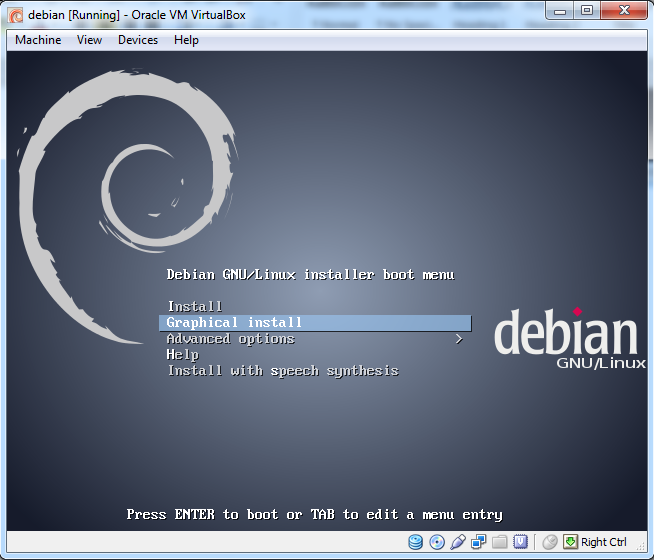 debian [Running] - Oracle VM VirtualBox
Machine View Devices Help
Debian GNU/Linux installer boot menu
Install
Graphical install
Advanced options >
Help
Install with speech synthesis
debian
GNU/Linux
Press ENTER to boot or TAB to edit a menu entry
Right Ctrl